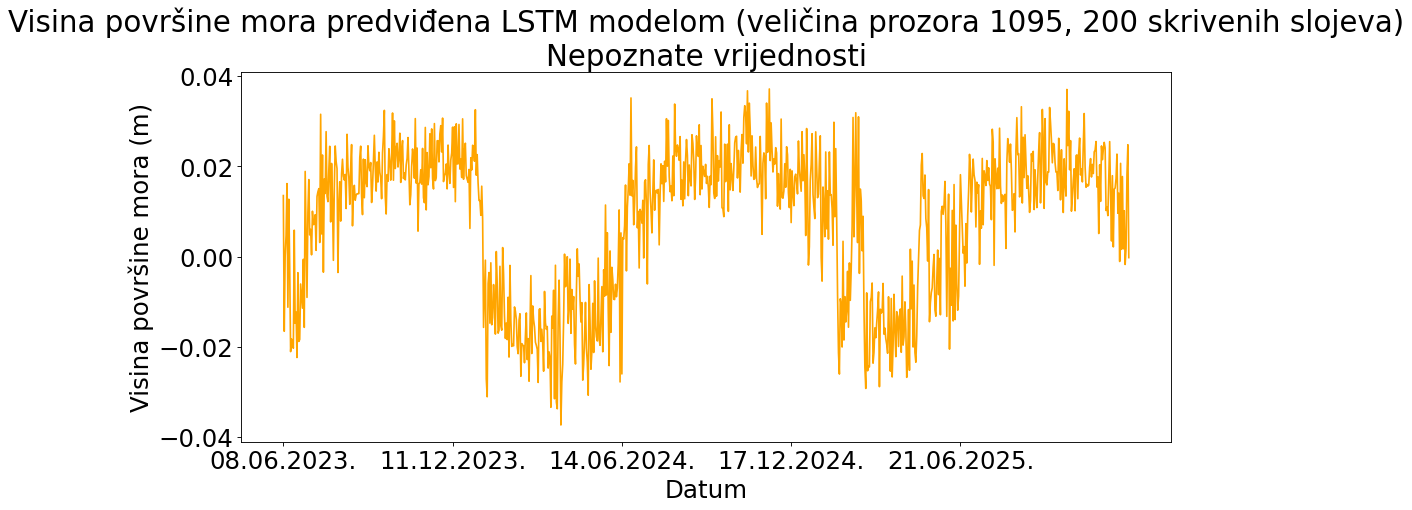 Visina površine mora predviđena LSTM modelom (veličina prozora 1095, 200 skrivenih slojeva)
Nepoznate vrijednosti
Visina površine mora (m)
0.04
0.02
0.00
−0.02
−0.04
08.06.2023. 11.12.2023. 14.06.2024. 17.12.2024. 21.06.2025.
Datum